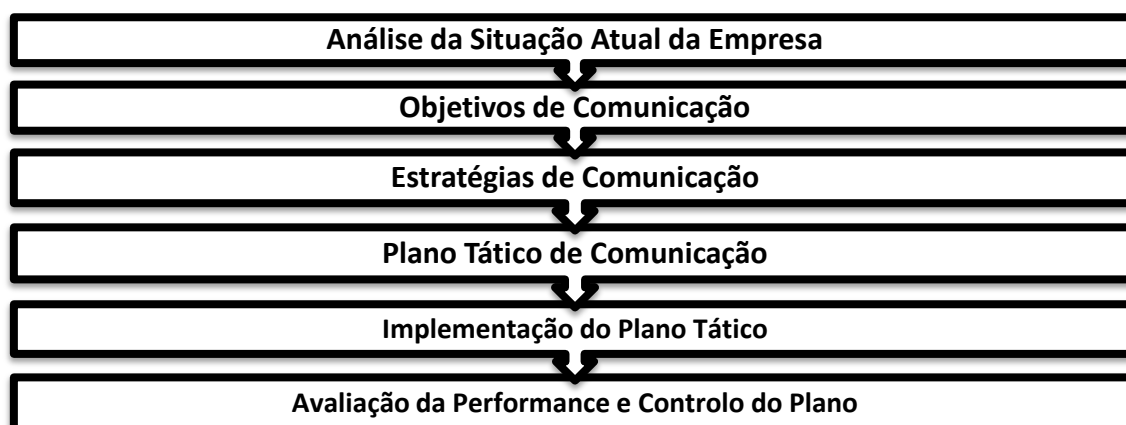 Análise da Situação Atual da Empresa
Objetivos de Comunicação
Estratégias de Comunicação
Plano Tático de Comunicação
Implementação do Plano Tático
Avaliação da Performance e Controlo do Plano